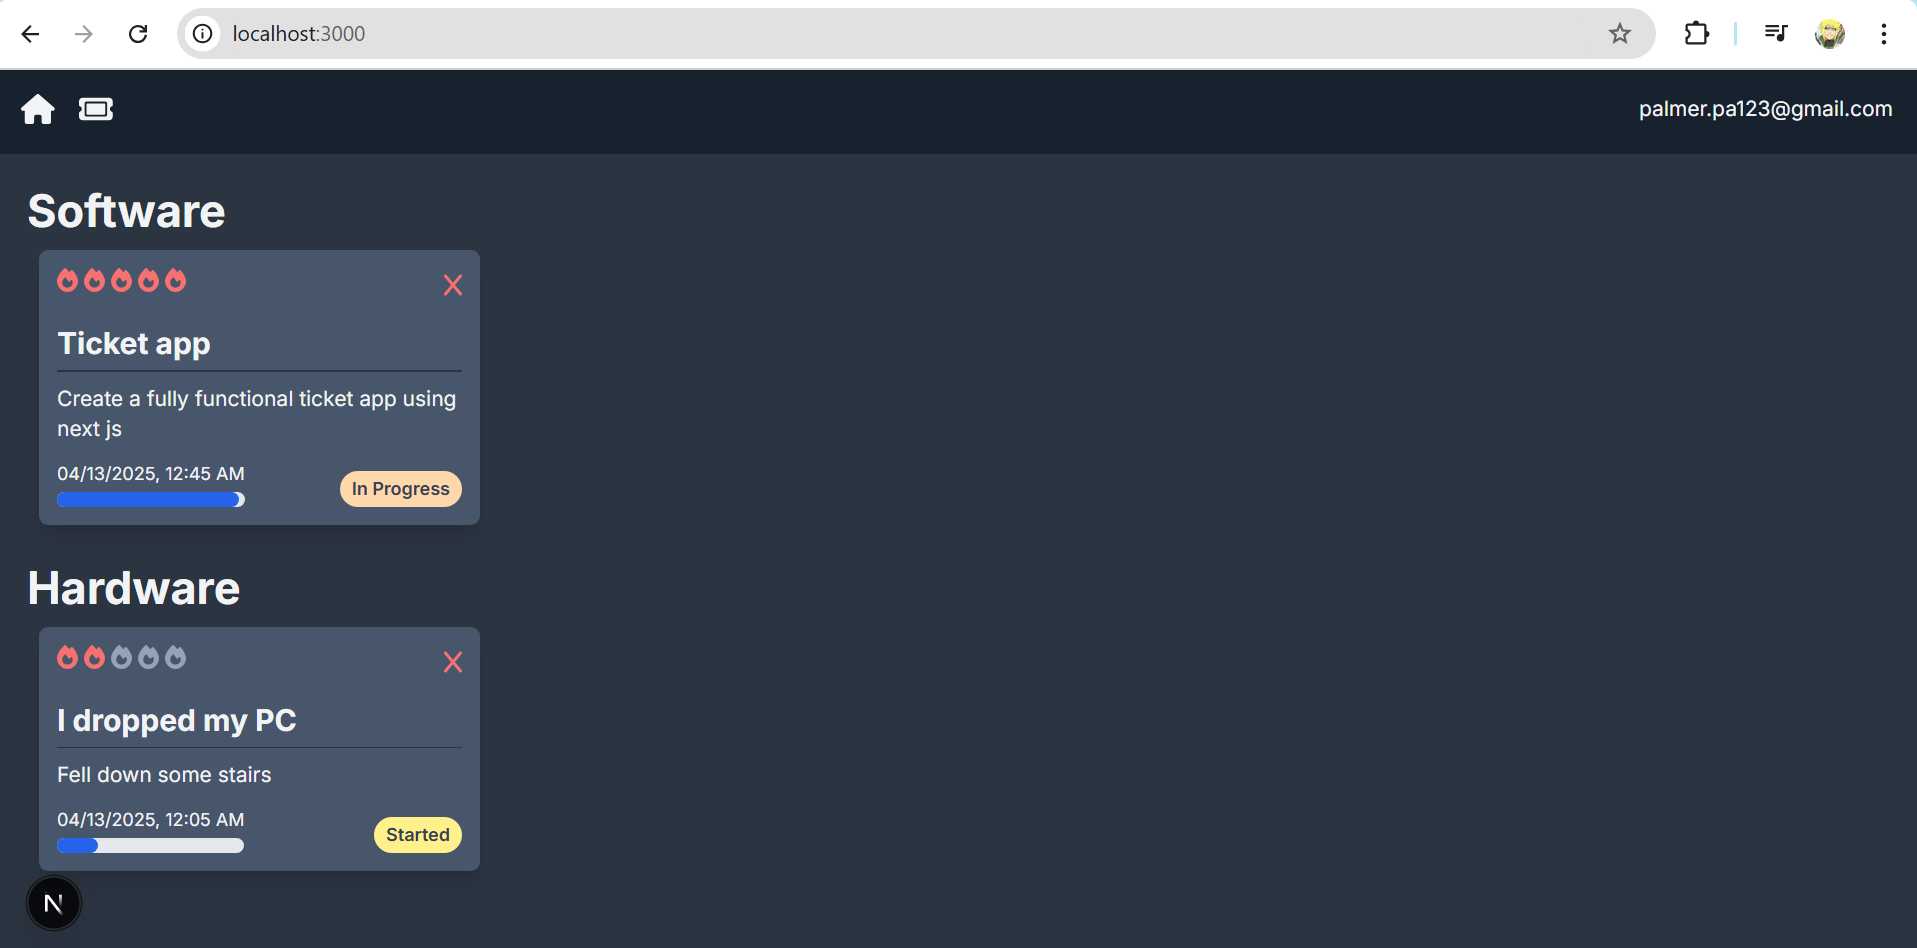 localhost:3000
palmer.pa123@gmail.com
Software
Ticket app
Create a fully functional ticket app using
next js
04/13/2025, 12:45 AM
In Progress
Hardware
I dropped my PC
Fell down some stairs
04/13/2025, 12:05 AM
Started
N